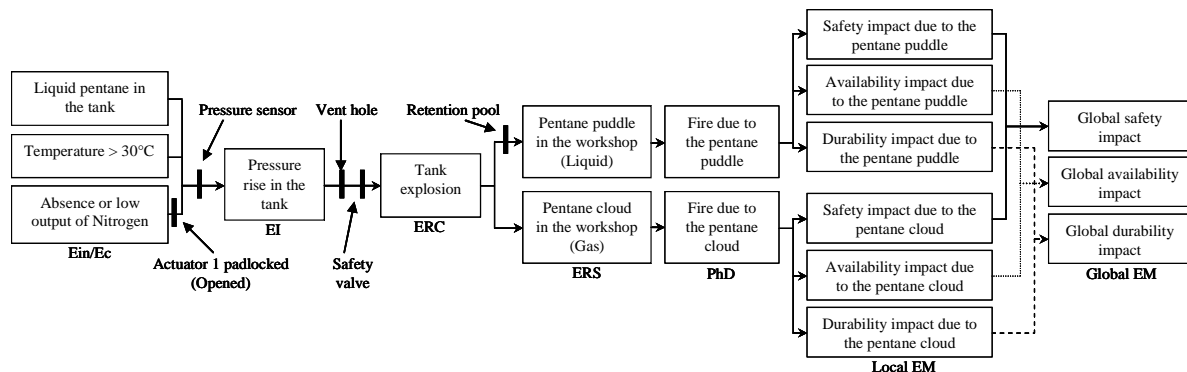 Liquid pentane in
the tank
Temperature > 30°C
Absence or low
output of Nitrogen
Ein/Ec
Actuator 1 padlocked
(Opened)
Pressure sensor
Pressure
rise in the
tank
EI
Vent hole
Safety
valve
Tank
explosion
ERC
Retention pool
Pentane puddle
in the workshop
(Liquid)
Pentane cloud
in the workshop
(Gas)
ERS
Fire due to
the pentane
puddle
Fire due to
the pentane
cloud
PhD
Safety impact due to the
pentane puddle
Availability impact due
to the pentane puddle
Durability impact due to
the pentane puddle
Safety impact due to the
pentane cloud
Availability impact due
to the pentane cloud
Durability impact due to
the pentane cloud
Local EM
Global safety
impact
Global availability
impact
Global durability
impact
Global EM